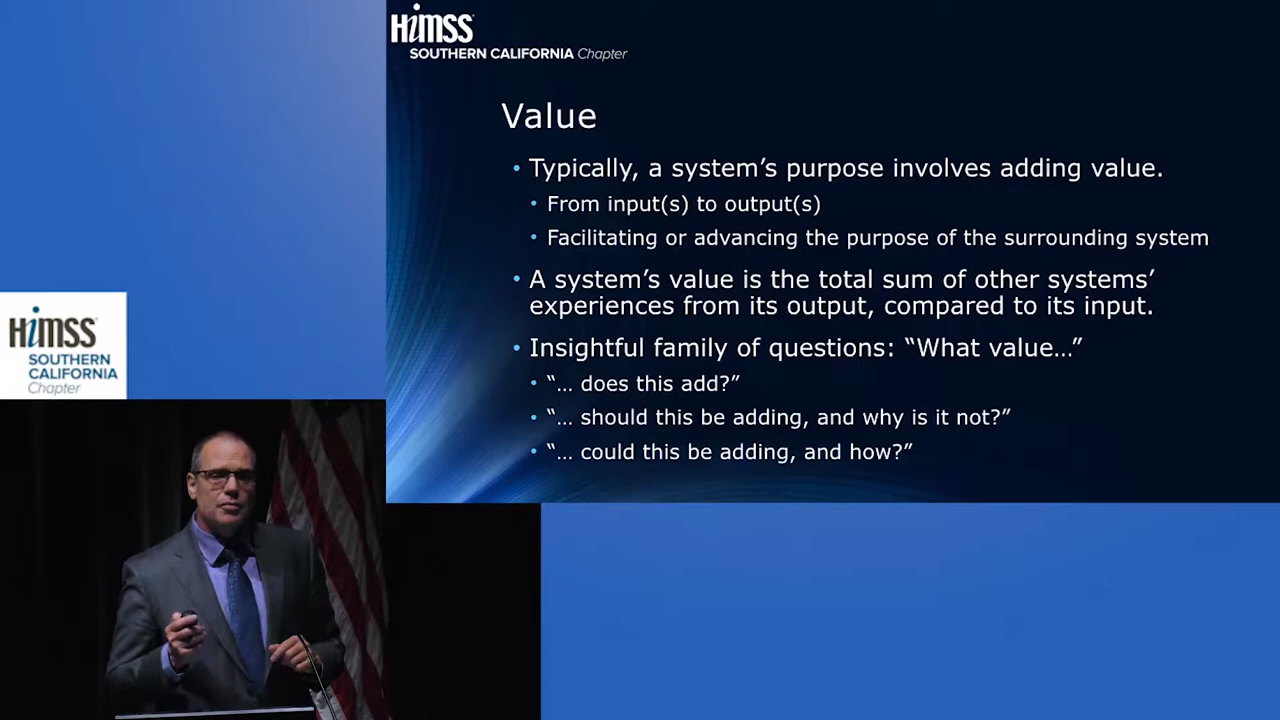 HiMSS
SOUTHERN CALIFORNIA Chapter
Value
• Typically, a system’s purpose involves adding value.
• From input(s) to output(s)
• Facilitating or advancing the purpose of the surrounding system
• A system’s value is the total sum of other systems’
experiences from its output, compared to its input.
• Insightful family of questions: “What value…”
• “… does this add?”
• “… should this be adding, and why is it not?”
• “… could this be adding, and how?”
HiMSS
SOUTHERN
CALIFORNIA
Chapter